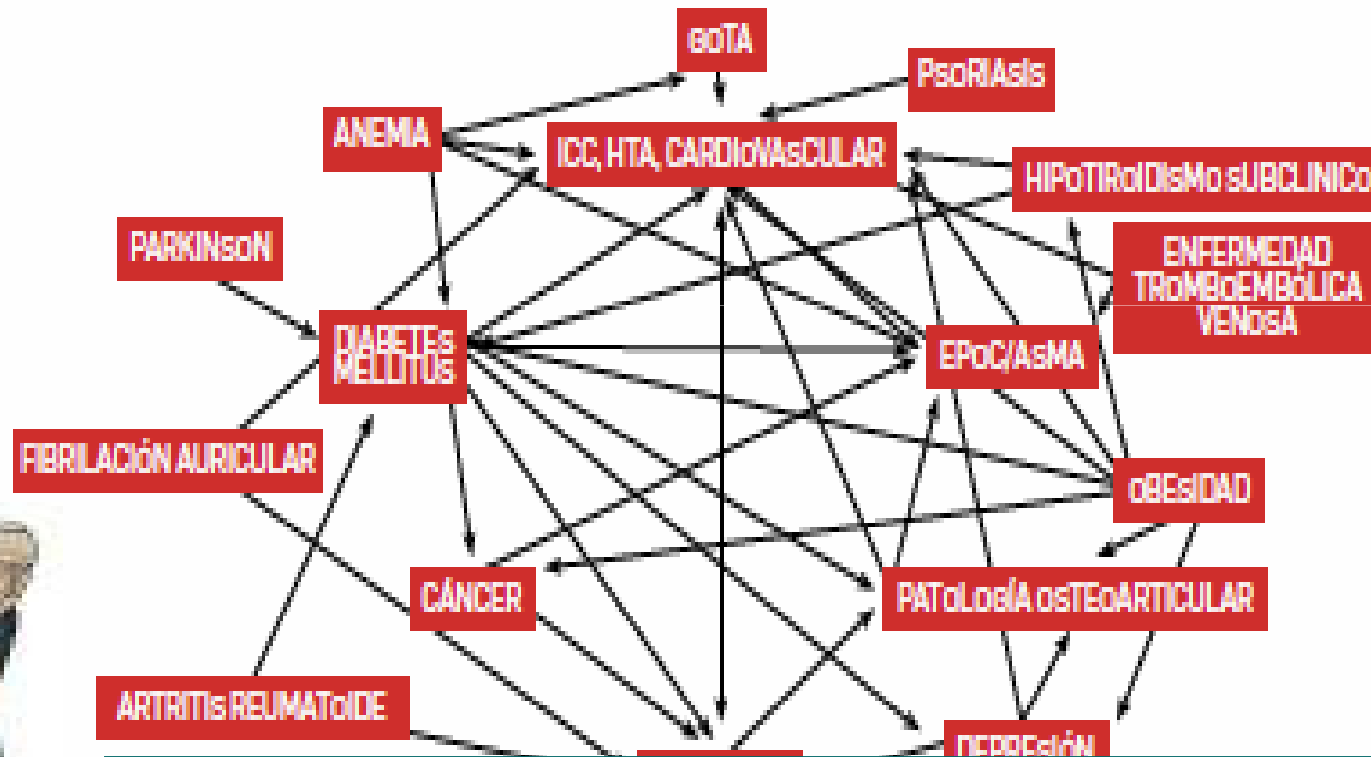 GoTA
PsoRIAsIs
ANEMIA
ICC, HTA, CARDIoVAsCULAR
HIPoTIRoIDIsMo sUBCLINICo
PARKINsoN
ENFERMEDAD
TRoMBoEMBóLICA
VENosA
DIABETEs
MELLITUs
EPoC/AsMA
FIBRILACIóN AURICULAR
oBEsIDAD
CÁNCER
PAToLoGÍA osTEoARTICULAR
ARTRITIs REUMAToIDE
DEPREsIóN